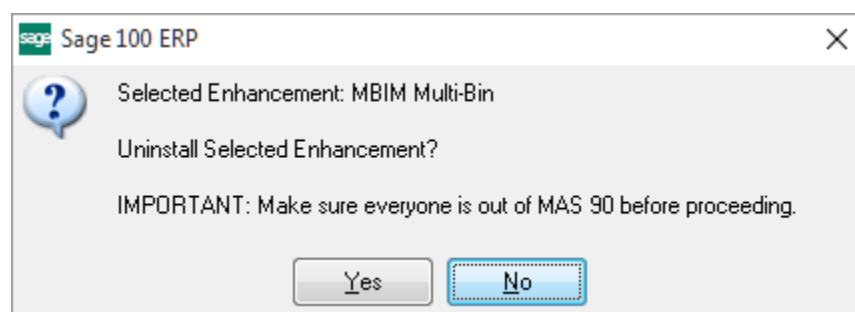 sage Sage 100 ERP
Selected Enhancement: MBIM Multi-Bin
Uninstall Selected Enhancement?
IMPORTANT: Make sure everyone is out of MAS 90 before proceeding.
Yes No